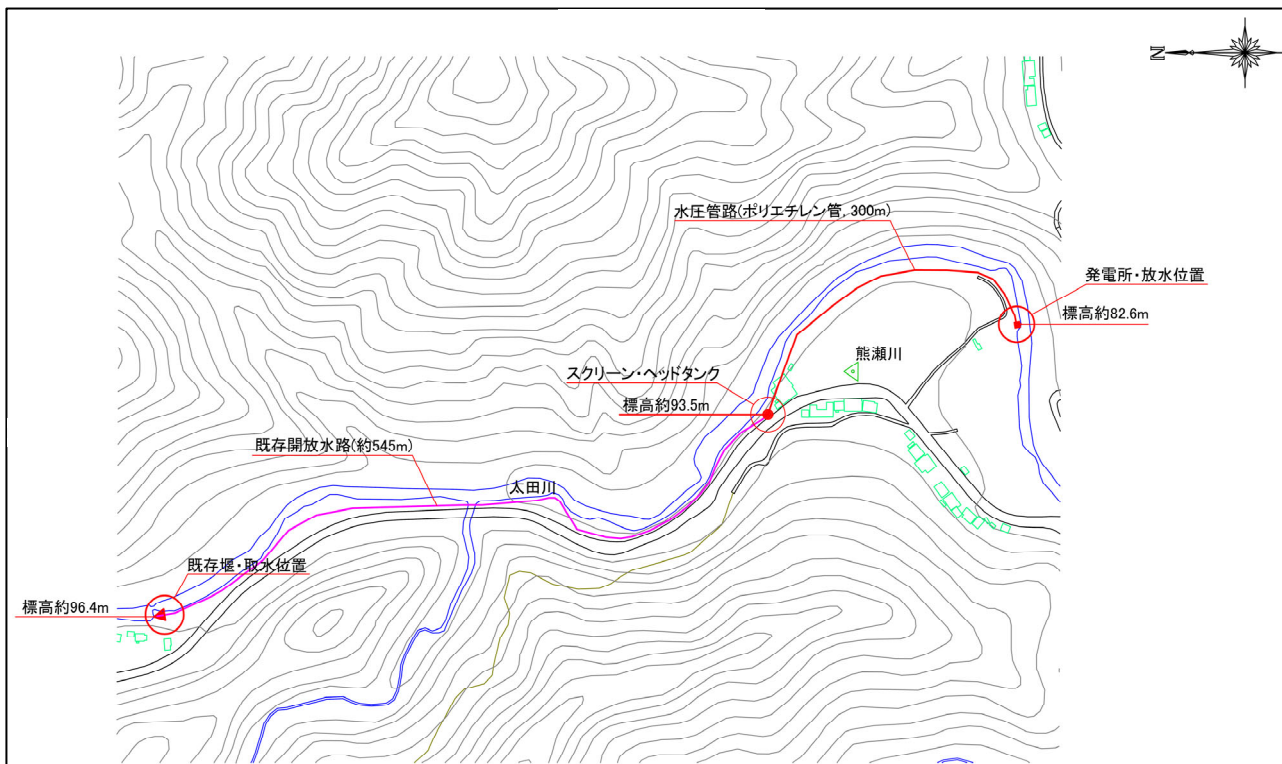 N
水圧管路(ポリエチレン管, 300m)
発電所・放水位置
標高約82.6m
熊瀬川
スクリーン・ヘッドタンク
標高約93.5m
既存開放水路(約545m)
太田川
既存堰・取水位置
標高約96.4m